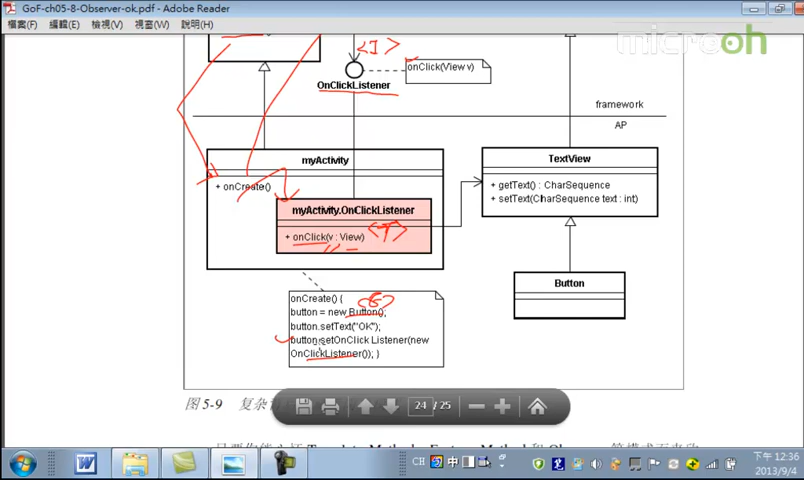 GoF-ch05-8-Observer-ok.pdf - Adobe Reader
檔案(F) 編輯(E) 檢視(V) 視窗(W) 說明(H)
microoh
<I>
onClick(View v)
OnClickListener
framework
AP
myActivity
+ onCreate()
TextView
+ getText() : CharSequence
+ setText(CharSequence text : int)
myActivity.OnClickListener
+ onClick(v : View)
<T>
Button
onCreate() {
<E>
button = new Button();
button.setText("OK");
button.setOnClick Listener(new
OnClickListener()); }
图 5-9
24 / 25
CH 中
下午 12:36
2013/9/4